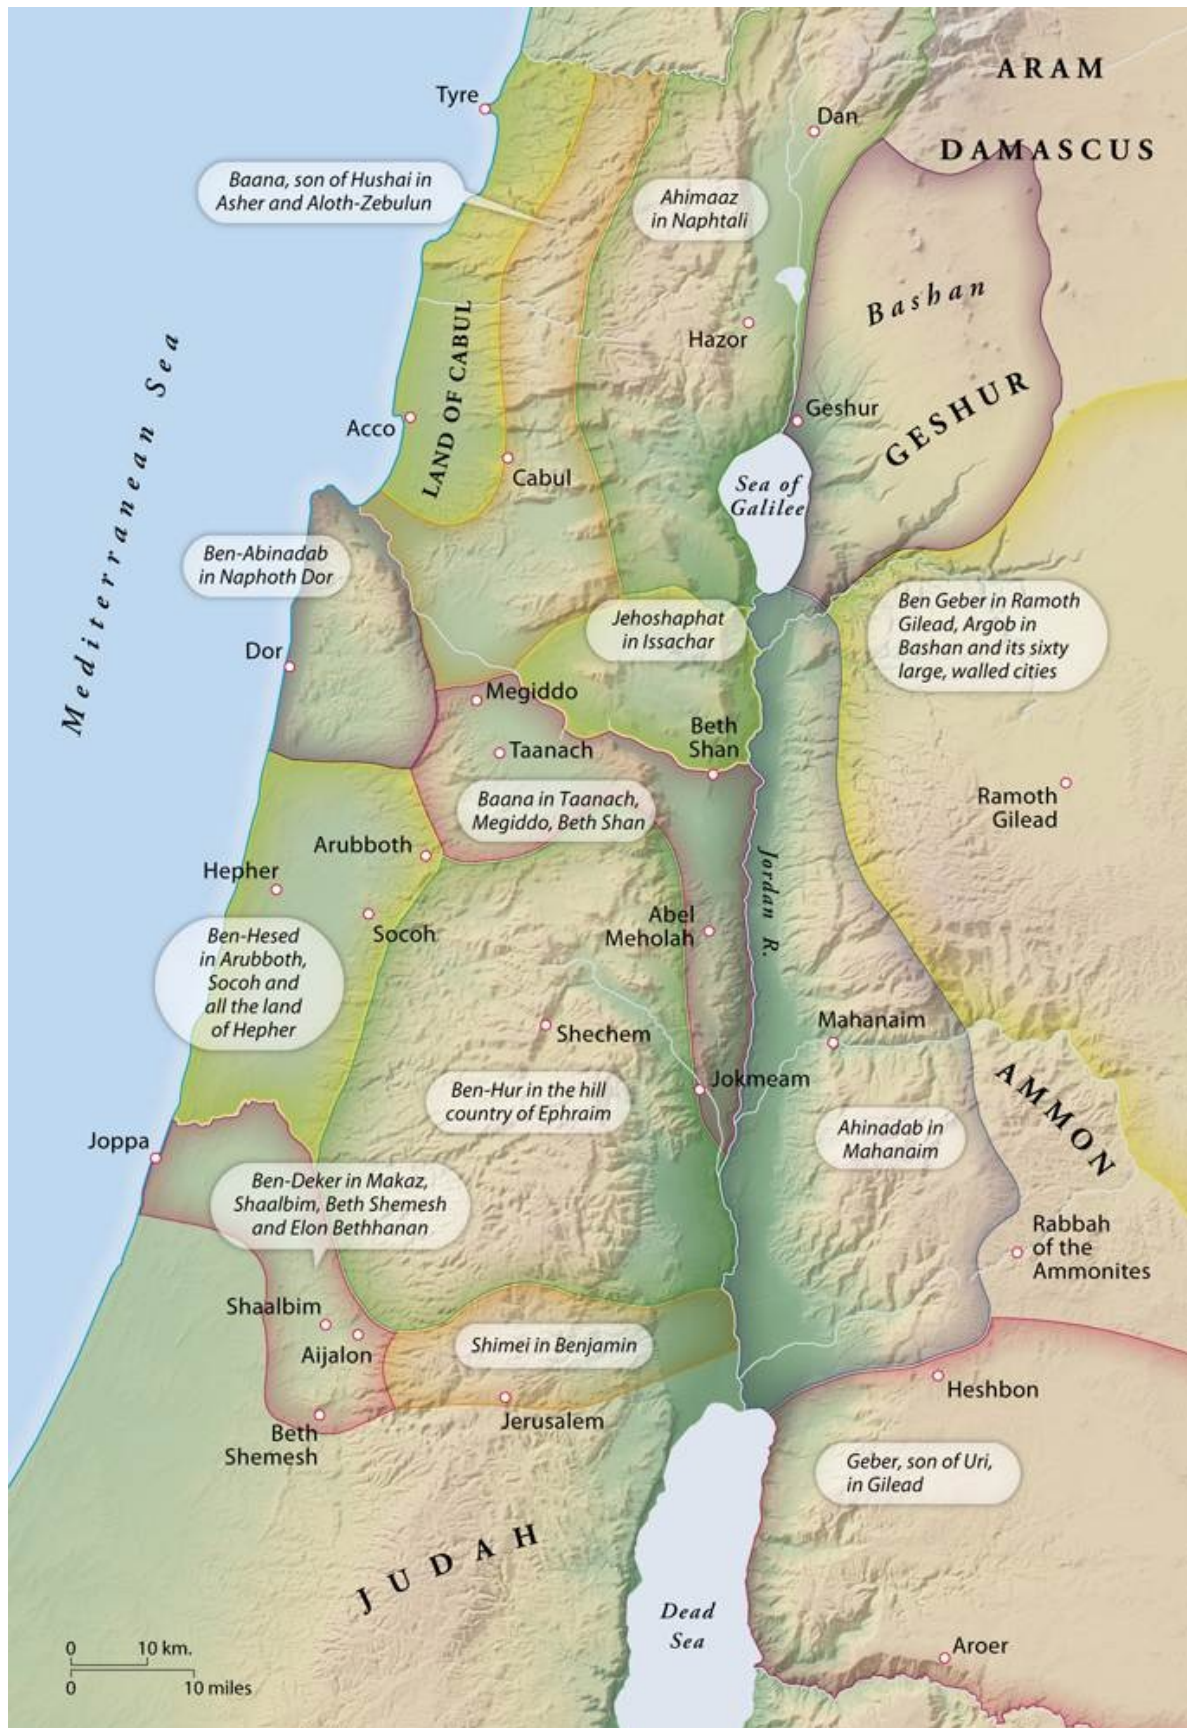 ARAM
DAMASCUS
Tyre
Dan
Baana, son of Hushai in
Asher and Aloth-Zebulun
Ahimaaz
in Naphtali
Bashan
GESHUR
LAND OF CABUL
Hazor
Geshur
Acco
Cabul
Sea of
Galilee
Mediterranean Sea
Ben-Abinadab
in Naphoth Dor
Jehoshaphat
in Issachar
Ben Geber in Ramoth
Gilead, Argob in
Bashan and its sixty
large, walled cities
Dor
Megiddo
Taanach
Beth
Shan
Baana in Taanach,
Megiddo, Beth Shan
Ramoth
Gilead
Arubboth
Hepher
Socoh
Jordan R.
Abel
Meholah
Ben-Hesed
in Arubboth,
Socoh and
all the land
of Hepher
Shechem
Mahanaim
Jokmeam
AMMON
Ben-Hur in the hill
country of Ephraim
Ahinadab in
Mahanaim
Joppa
Ben-Deker in Makaz,
Shaalbim, Beth Shemesh
and Elon Bethhanan
Rabbah
of the
Ammonites
Shaalbim
Aijalon
Shimei in Benjamin
Heshbon
Jerusalem
Beth
Shemesh
Geber, son of Uri,
in Gilead
JUDAH
Dead
Sea
Aroer
0 10 km.
0 10 miles